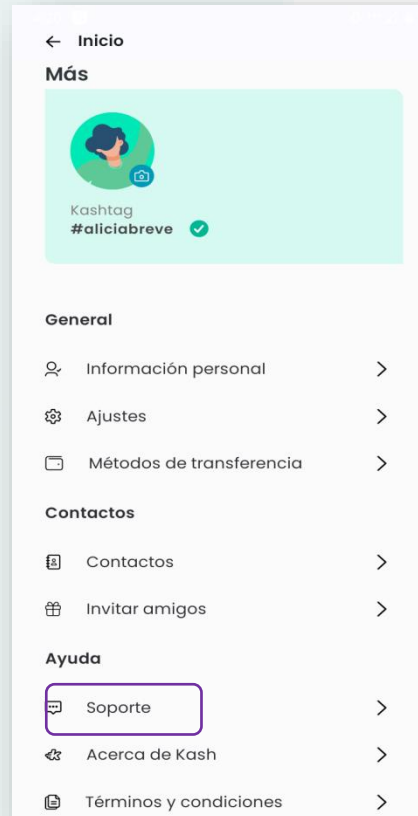 Inicio
Más
Kashtag
#aliciabreve
General
Información personal
Ajustes
Métodos de transferencia
Contactos
Contactos
Invitar amigos
Ayuda
Soporte
Acerca de Kash
Términos y condiciones